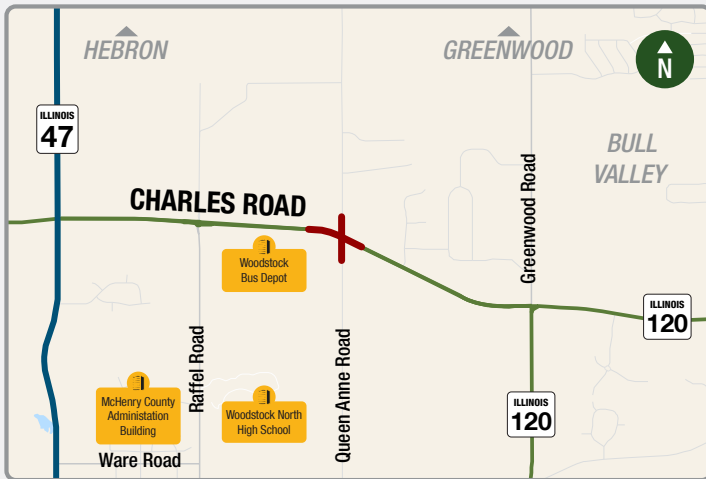 HEBRON
GREENWOOD
N
ILLINOIS
47
BULL
VALLEY
CHARLES ROAD
Greenwood Road
Woodstock
Bus Depot
ILLINOIS
120
Raffel Road
Queen Anne Road
McHenry County
Administation
Building
Woodstock North
High School
ILLINOIS
120
Ware Road